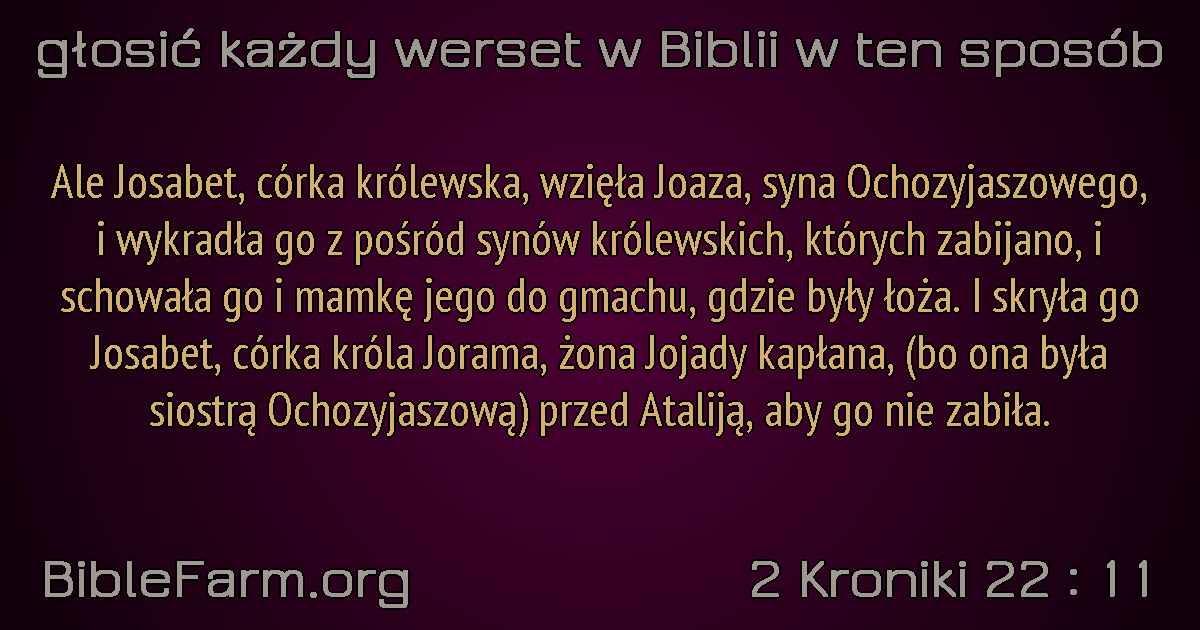 głosić każdy werset w Biblii w ten sposób
Ale Josabet, córka królewska, wzięła Joaza, syna Ochozyjaszowego,
i wykradła go z pośród synów królewskich, których zabijano, i
schowała go i mamkę jego do gmachu, gdzie były łoża. I skryła go
Josabet, córka króla Jorama, żona Jojady kapłana, (bo ona była
siostrą Ochozyjaszową) przed Ataliją, aby go nie zabiła.
BibleFarm.org
2 Kroniki 22 : 11